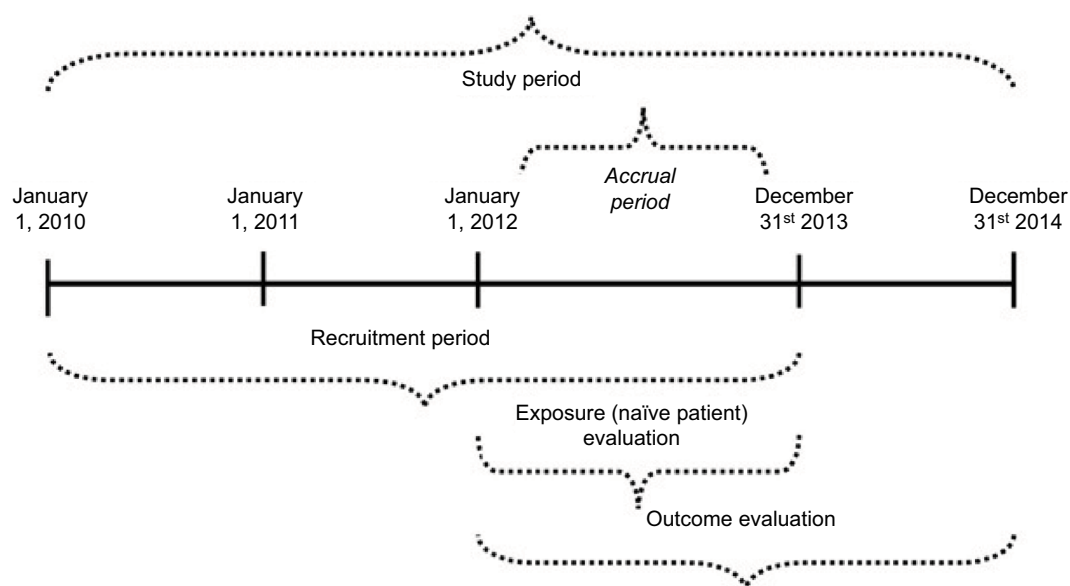 Study period
Accrual
period
January
1, 2010
January
1, 2011
January
1, 2012
December
31st 2013
December
31st 2014
Recruitment period
Exposure (naïve patient)
evaluation
Outcome evaluation